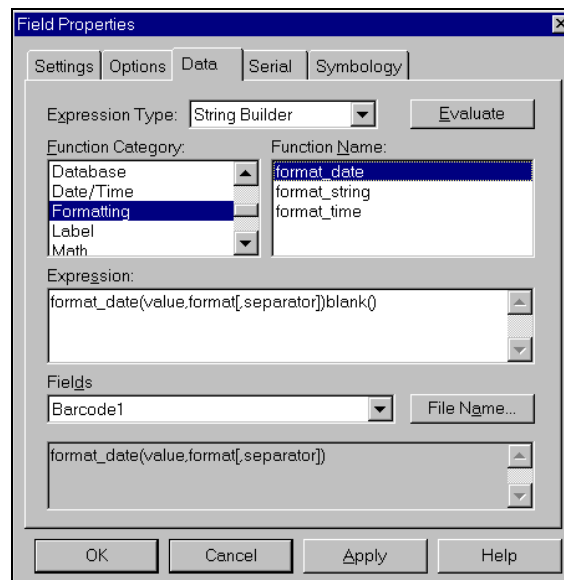 Field Properties
Settings Options Data Serial Symbology
Expression Type: String Builder Evaluate
Function Category: Function Name:
Database format_date
Date/Time format_string
Formatting format_time
Label
Math
Expression:
format_date(value,format[,separator])blank()
Fields
Barcode1 File Name...
format_date(value,format[,separator])
OK Cancel Apply Help